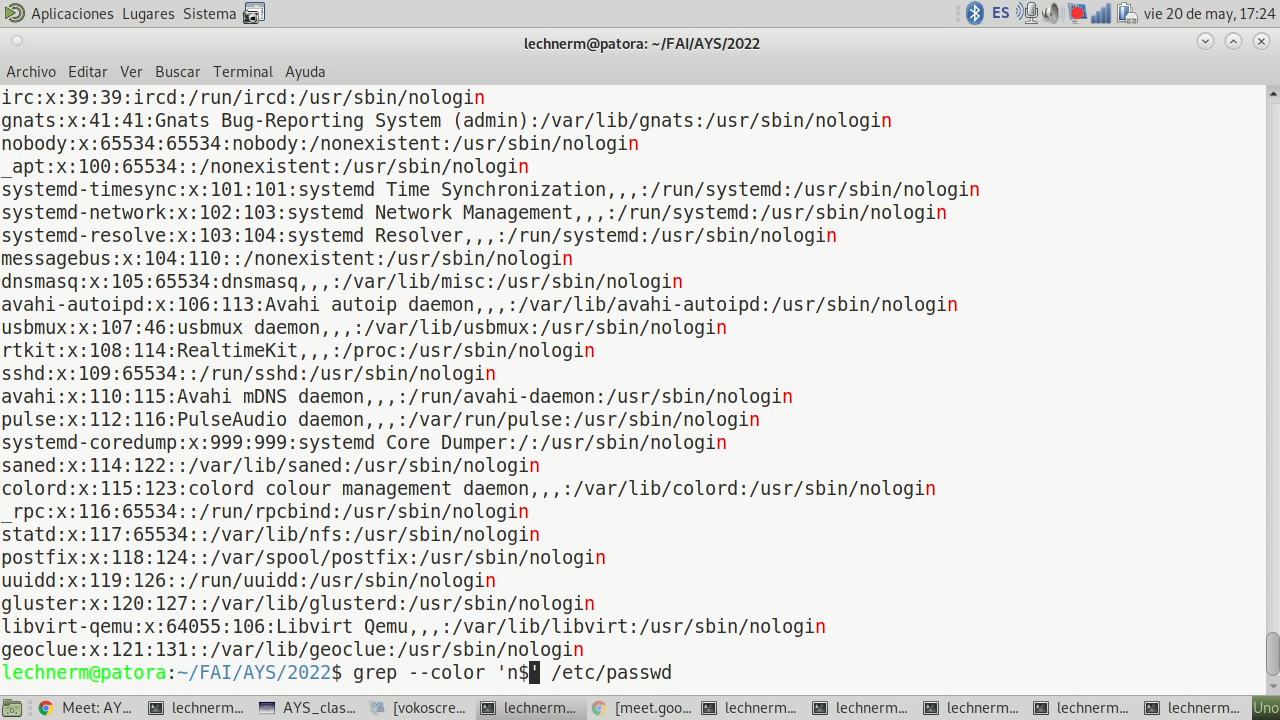 Aplicaciones Lugares Sistema ES vie 20 de may, 17:24
lechnerm@patora: ~/FAI/AYS/2022
Archivo Editar Ver Buscar Terminal Ayuda
irc:x:39:39:ircd:/run/ircd:/usr/sbin/nologin
gnats:x:41:41:Gnats Bug-Reporting System (admin):/var/lib/gnats:/usr/sbin/nologin
nobody:x:65534:65534:nobody:/nonexistent:/usr/sbin/nologin
_apt:x:100:65534::/nonexistent:/usr/sbin/nologin
systemd-timesync:x:101:101:systemd Time Synchronization,,,:/run/systemd:/usr/sbin/nologin
systemd-network:x:102:103:systemd Network Management,,,:/run/systemd:/usr/sbin/nologin
systemd-resolve:x:103:104:systemd Resolver,,,:/run/systemd:/usr/sbin/nologin
messagebus:x:104:110::/nonexistent:/usr/sbin/nologin
dnsmasq:x:105:65534:dnsmasq,,,:/var/lib/misc:/usr/sbin/nologin
avahi-autoipd:x:106:113:Avahi autoip daemon,,,:/var/lib/avahi-autoipd:/usr/sbin/nologin
usbmux:x:107:46:usbmux daemon,,,:/var/lib/usbmux:/usr/sbin/nologin
rtkit:x:108:114:RealtimeKit,,,:/proc:/usr/sbin/nologin
sshd:x:109:65534::/run/sshd:/usr/sbin/nologin
avahi:x:110:115:Avahi mDNS daemon,,,:/run/avahi-daemon:/usr/sbin/nologin
pulse:x:112:116:PulseAudio daemon,,,:/var/run/pulse:/usr/sbin/nologin
systemd-coredump:x:999:999:systemd Core Dumper:/:/usr/sbin/nologin
saned:x:114:122::/var/lib/saned:/usr/sbin/nologin
colord:x:115:123:colord colour management daemon,,,:/var/lib/colord:/usr/sbin/nologin
_rpc:x:116:65534::/run/rpcbind:/usr/sbin/nologin
statd:x:117:65534::/var/lib/nfs:/usr/sbin/nologin
postfix:x:118:124::/var/spool/postfix:/usr/sbin/nologin
uuidd:x:119:126::/run/uuidd:/usr/sbin/nologin
gluster:x:120:127::/var/lib/glusterd:/usr/sbin/nologin
libvirt-qemu:x:64055:106:Libvirt Qemu,,,:/var/lib/libvirt:/usr/sbin/nologin
geoclue:x:121:131::/var/lib/geoclue:/usr/sbin/nologin
lechnerm@patora:~/FAI/AYS/2022$ grep --color 'n$' /etc/passwd
Meet: AY... lechnerm... AYS_clas... [vokoscre... lechnerm... [meet.goo... lechnerm... lechnerm... lechnerm... lechnerm... lechnerm... Uno